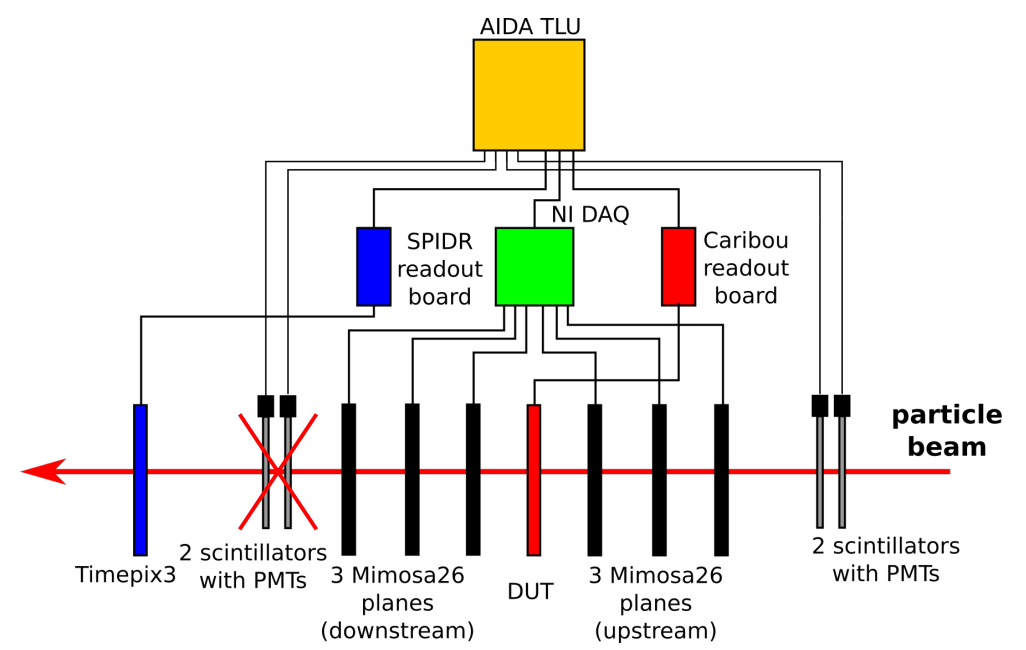 AIDA TLU
NI DAQ
SPIDR
readout
board
Caribou
readout
board
particle
beam
2 scintillators
with PMTs
Timepix3
2 scintillators
with PMTs
3 Mimosa26
planes
(downstream)
DUT
3 Mimosa26
planes
(upstream)